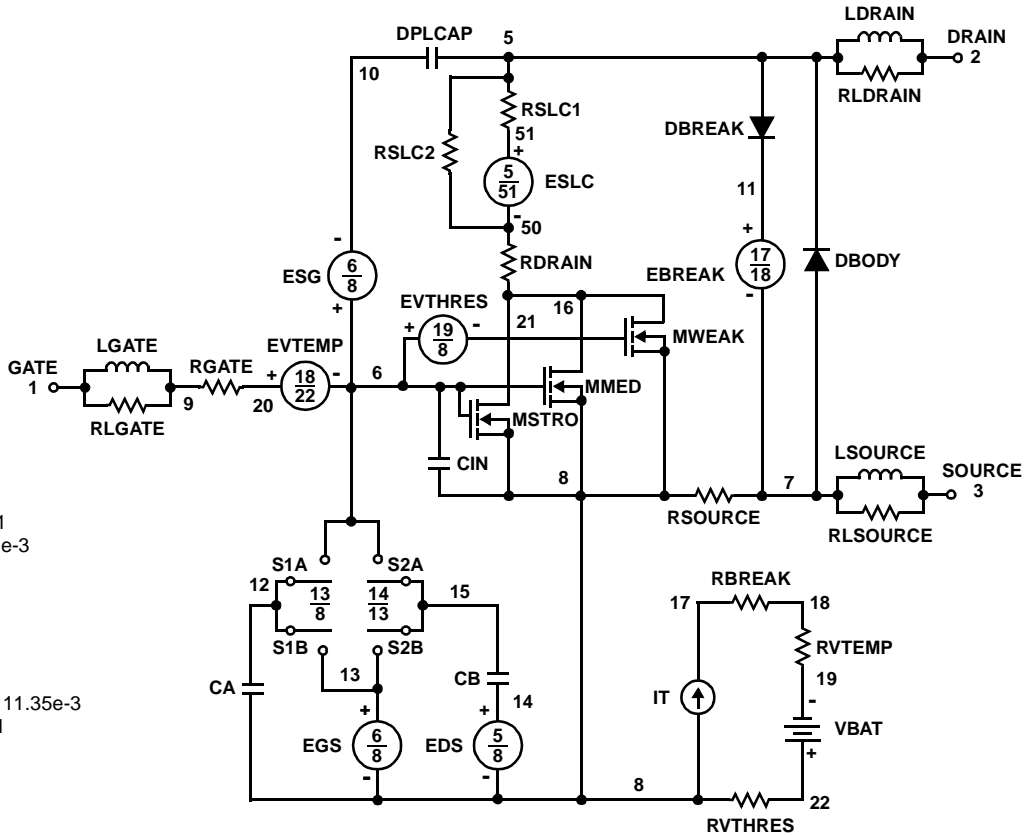 LDRAIN
DPLCAP 5 DRAIN
2
10
RLDRAIN
RSLC1
51
DBREAK
RSLC2
+
5
51
ESLC
11
-
50
-
+
17
18
-
6
8
ESG
RDRAIN
EBREAK
DBODY
+
EVTHRES
16
+
19
8
-
21
MWEAK
LGATE
EVTEMP
GATE
1
RGATE
+
18
22
-
6
MMED
9
20
RLGATE
MSTRO
CIN
LSOURCE
8
7
SOURCE
3
RSOURCE
RLSOURCE
e-3
S1A
S2A
12
13
8
14
13
15
RBREAK
17
18
S1B
S2B
RVTEMP
13
CB
19
CA
14
IT
-
11.35e-3
+
+
VBAT
EGS
6
8
EDS
5
8
+
-
-
8
22
RVTHRES